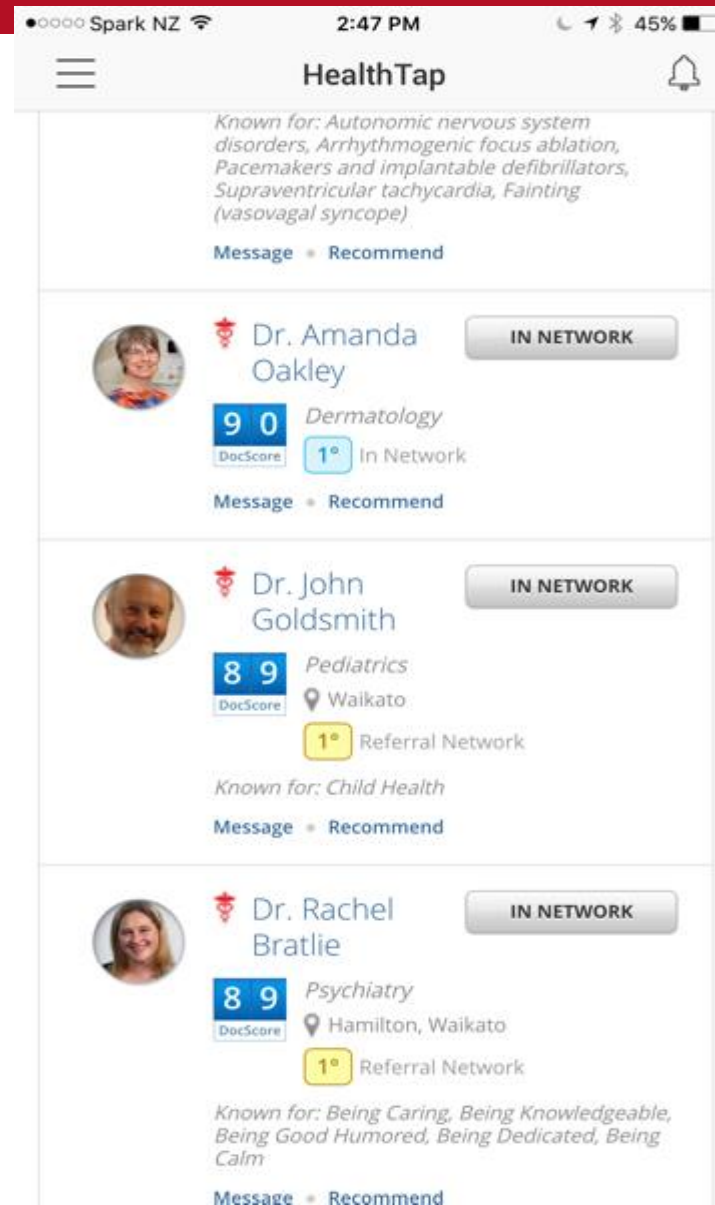 Spark NZ 2:47 PM 45%
HealthTap
Known for: Autonomic nervous system
disorders, Arrhythmogenic focus ablation,
Pacemakers and implantable defibrillators,
Supraventricular tachycardia, Fainting
(vasovagal syncope)
Message • Recommend
Dr. Amanda IN NETWORK
Oakley
9 0 Dermatology
DocScore 1° In Network
Message • Recommend
Dr. John IN NETWORK
Goldsmith
8 9 Pediatrics
DocScore Waikato
1° Referral Network
Known for: Child Health
Message • Recommend
Dr. Rachel IN NETWORK
Bratlie
8 9 Psychiatry
DocScore Hamilton, Waikato
1° Referral Network
Known for: Being Caring, Being Knowledgeable,
Being Good Humored, Being Dedicated, Being
Calm
Message • Recommend